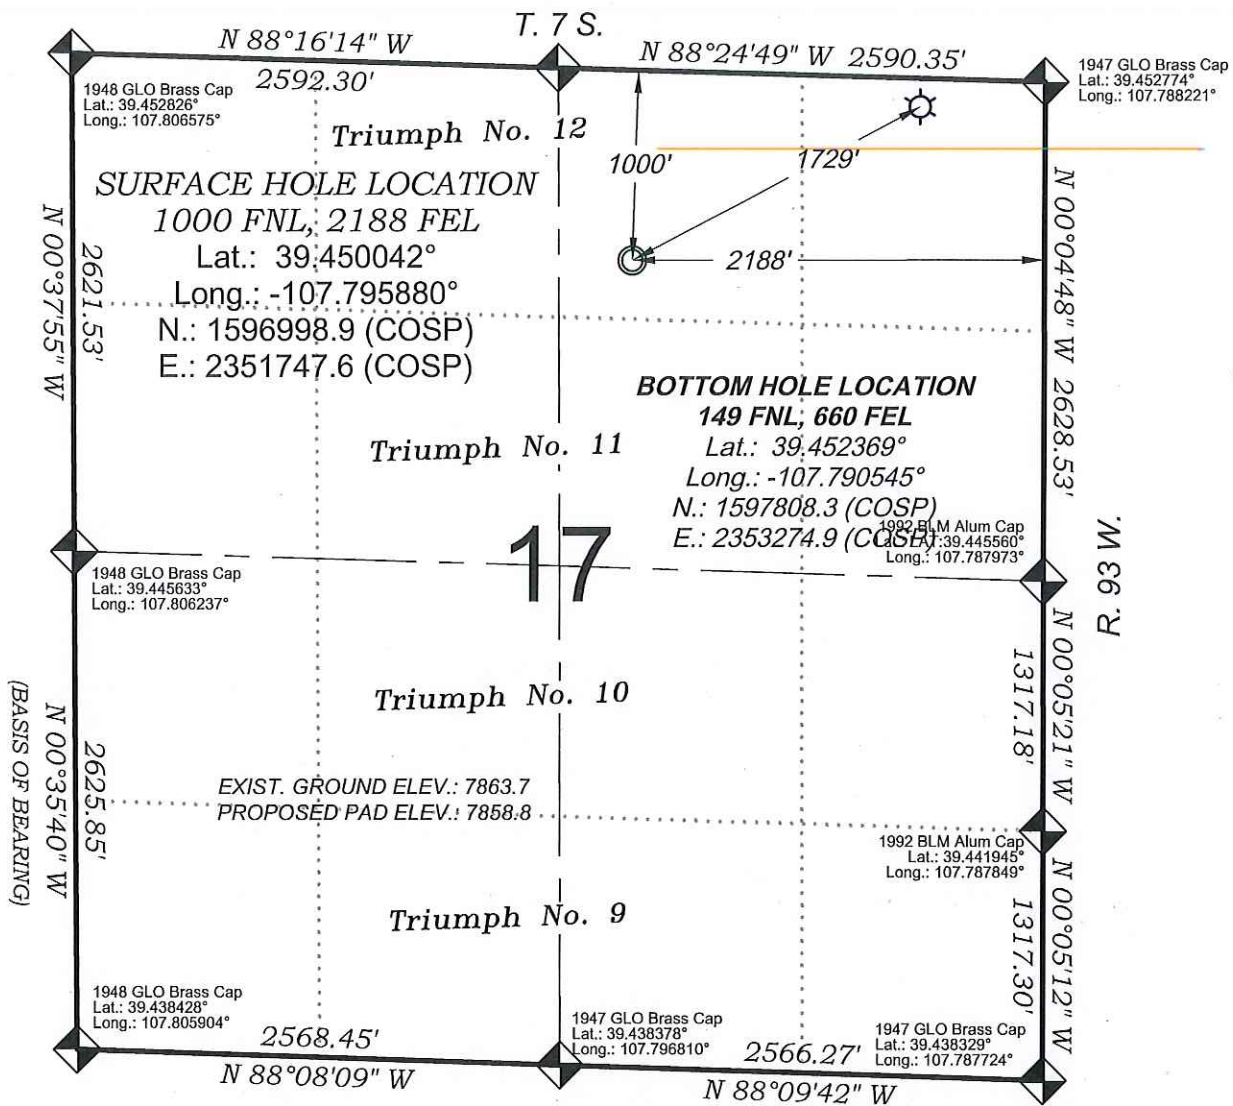 T. 7 S.
N 88°16'14" W
2592.30'
N 88°24'49" W 2590.35'
1948 GLO Brass Cap
Lat.: 39.452826°
Long.: 107.806575°
1947 GLO Brass Cap
Lat.: 39.452774°
Long.: 107.788221°
Triumph No. 12
1000'
1729'
2188'
SURFACE HOLE LOCATION
1000 FNL, 2188 FEL
Lat.: 39.450042°
Long.: -107.795880°
N.: 1596998.9 (COSP)
E.: 2351747.6 (COSP)
N 00°37'55" W
2621.53'
N 00°04'48" W 2628.53'
BOTTOM HOLE LOCATION
149 FNL, 660 FEL
Lat.: 39.452369°
Long.: -107.790545°
N.: 1597808.3 (COSP)
E.: 2353274.9 (COSP)
Triumph No. 11
17
1992 BLM Alum Cap
39.445560°
Long.: 107.787973°
R. 93 W.
1948 GLO Brass Cap
Lat.: 39.445633°
Long.: 107.806237°
N 00°05'21" W
1317.18'
Triumph No. 10
(BASIS OF BEARING)
N 00°35'40" W
2625.85'
EXIST. GROUND ELEV.: 7863.7
PROPOSED PAD ELEV.: 7858.8
1992 BLM Alum Cap
Lat.: 39.441945°
Long.: 107.787849°
Triumph No. 9
N 00°05'12" W
1317.30'
1948 GLO Brass Cap
Lat.: 39.438428°
Long.: 107.805904°
1947 GLO Brass Cap
Lat.: 39.438378°
Long.: 107.796810°
1947 GLO Brass Cap
Lat.: 39.438329°
Long.: 107.787724°
2568.45'
N 88°08'09" W
2566.27'
N 88°09'42" W